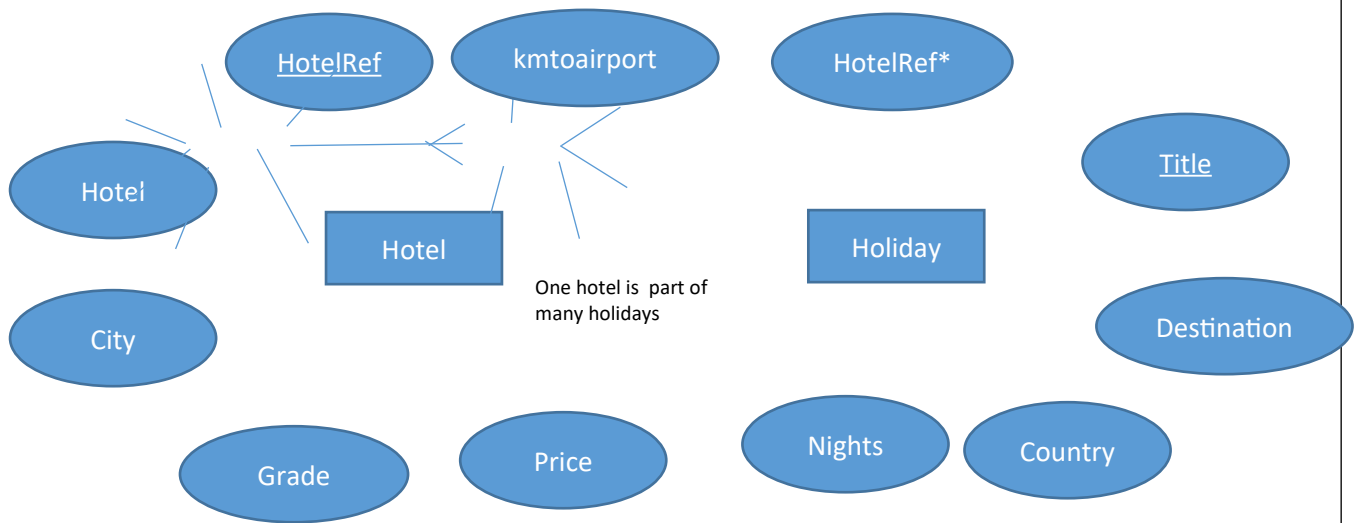 HotelRef
kmtoairport
HotelRef*
Title
Hotel
Hotel
Holiday
One hotel is part of
many holidays
City
Destination
Grade
Price
Nights
Country